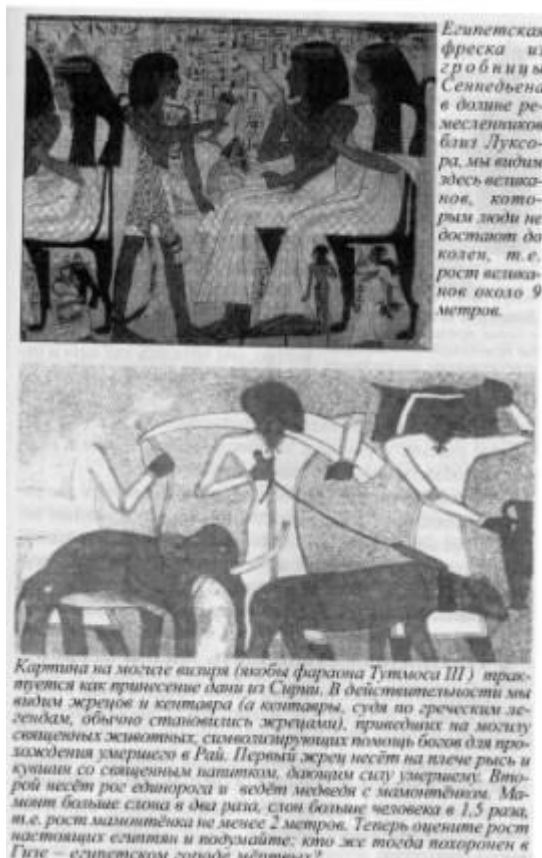 Египетская
фреска из
гробницы
Сеннедьена
в долине ре-
месленников
близ Луксо-
ра, мы видим
здесь велика-
нов, кото-
рым люди не
достают до
колен, т.е.
рост велика-
нов около 9
метров.
Картина на могиле визиря (якобы фараона Тутмоса III) трак-
туется как принесение дани из Сирии. В действительности мы
видим жрецов и кентавра (а кентавры, судя по греческим ле-
гендам, обычно становились жрецами), приведших на могилу
священных животных, символизирующих помощь богов для про-
хождения умершего в Рай. Первый жрец несёт на плече рысь и
кувшин со священным напитком, дающим силу умершему. Вто-
рой несёт рог единорога и ведёт медведя с мамонтёнком. Ма-
монт больше слона в два раза, слон больше человека в 1,5 раза,
т.е. рост мамонтёнка не менее 2 метров. Теперь оцените рост
настоящих египтян и подумайте: кто же тогда похоронен в
Гизе – египетском городе мёртвых?